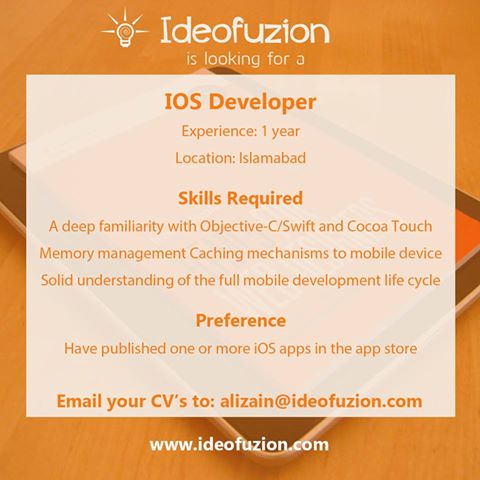 Ideofuzion
is looking for a
IOS Developer
Experience: 1 year
Location: Islamabad
Skills Required
A deep familiarity with Objective-C/Swift and Cocoa Touch
Memory management Caching mechanisms to mobile device
Solid understanding of the full mobile development life cycle
Preference
Have published one or more iOS apps in the app store
Email your CV's to: alizain@ideofuzion.com
www.ideofuzion.com